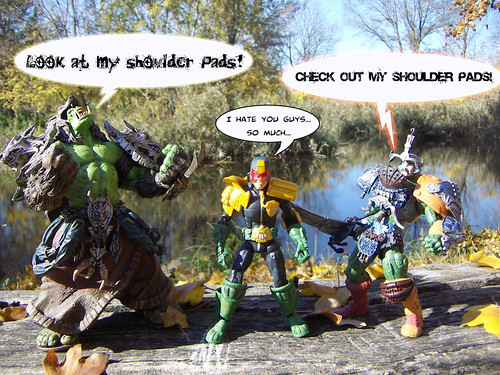 Look at my shoulder pads!
CHECK OUT MY SHOULDER PADS!
I HATE YOU GUYS...
SO MUCH...